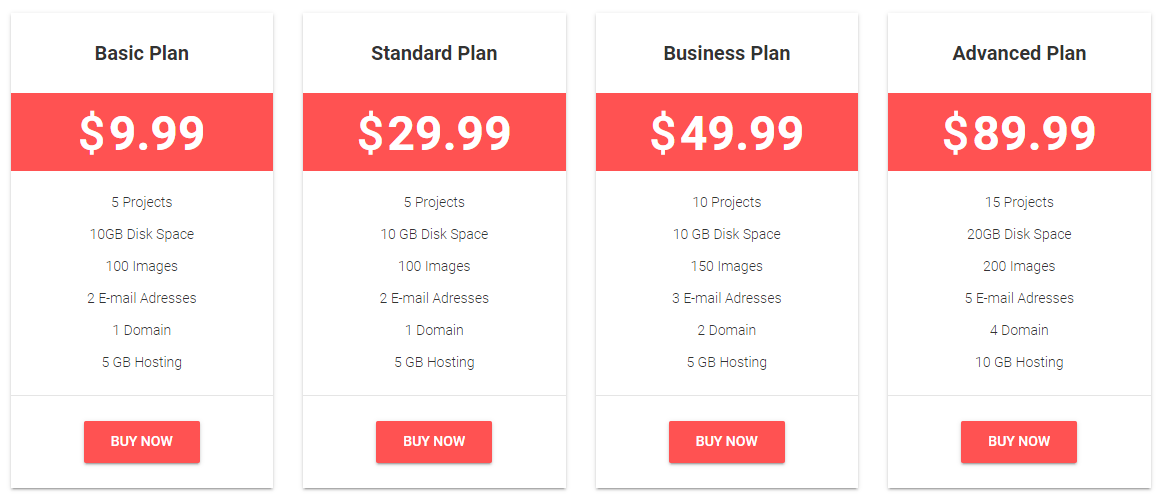 Basic Plan
$9.99
5 Projects
10GB Disk Space
100 Images
2 E-mail Adresses
1 Domain
5 GB Hosting
BUY NOW
Standard Plan
$29.99
5 Projects
10 GB Disk Space
100 Images
2 E-mail Adresses
1 Domain
5 GB Hosting
BUY NOW
Business Plan
$49.99
10 Projects
10 GB Disk Space
150 Images
3 E-mail Adresses
2 Domain
5 GB Hosting
BUY NOW
Advanced Plan
$89.99
15 Projects
20GB Disk Space
200 Images
5 E-mail Adresses
4 Domain
10 GB Hosting
BUY NOW